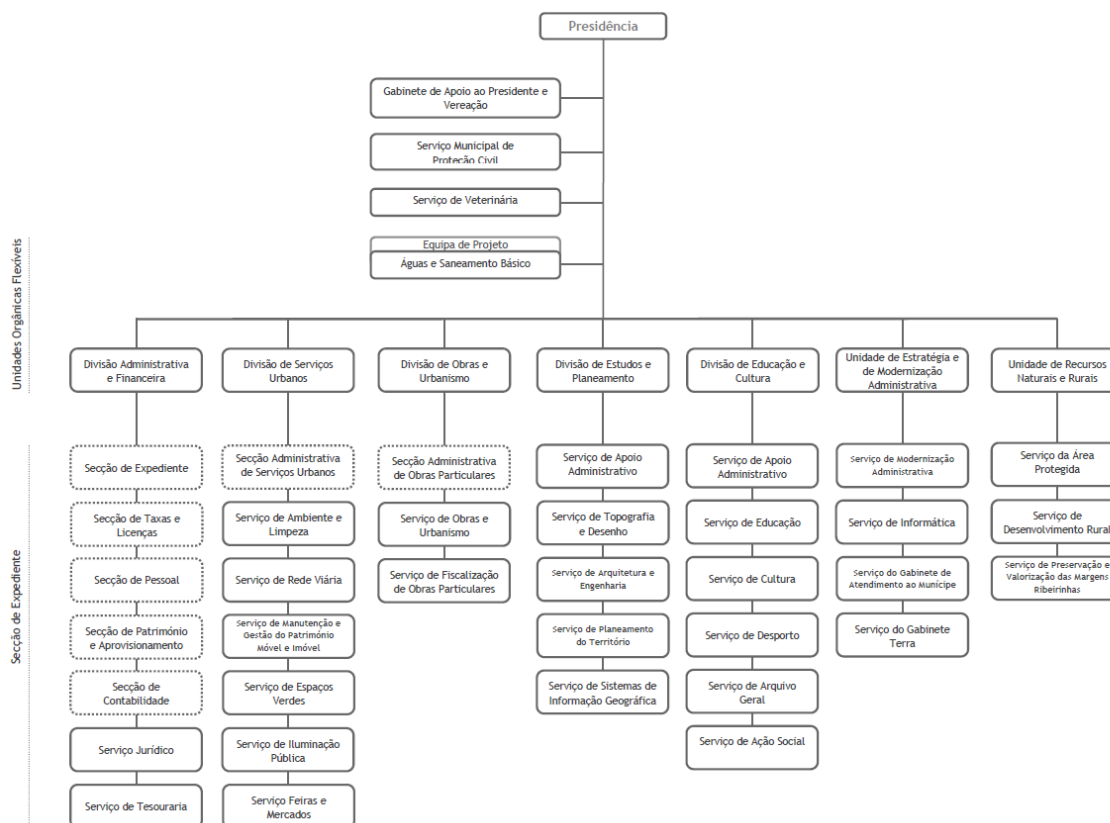 Presidência
Gabinete de Apoio ao Presidente e
Vereação
Serviço Municipal de
Proteção Civil
Serviço de Veterinária
Equipa de Projeto
Águas e Saneamento Básico
Unidades Orgânicas Flexíveis
Divisão Administrativa
e Financeira
Divisão de Serviços
Urbanos
Divisão de Obras e
Urbanismo
Divisão de Estudos e
Planeamento
Divisão de Educação e
Cultura
Unidade de Estratégia e
de Modernização
Administrativa
Unidade de Recursos
Naturais e Rurais
Secção de Expediente
Secção de Expediente
Secção de Taxas e
Licenças
Secção de Pessoal
Secção de Património
e Aprovisionamento
Secção de
Contabilidade
Serviço Jurídico
Serviço de Tesouraria
Secção Administrativa
de Serviços Urbanos
Serviço de Ambiente e
Limpeza
Serviço de Rede Viária
Serviço de Manutenção e
Gestão do Património
Móvel e Imóvel
Serviço de Espaços
Verdes
Serviço de Iluminação
Pública
Serviço Feiras e
Mercados
Secção Administrativa
de Obras Particulares
Serviço de Obras e
Urbanismo
Serviço de Fiscalização
de Obras Particulares
Serviço de Apoio
Administrativo
Serviço de Topografia
e Desenho
Serviço de Arquitetura e
Engenharia
Serviço de Planeamento
do Território
Serviço de Sistemas de
Informação Geográfica
Serviço de Apoio
Administrativo
Serviço de Educação
Serviço de Cultura
Serviço de Desporto
Serviço de Arquivo
Geral
Serviço de Ação Social
Serviço de Modernização
Administrativa
Serviço de Informática
Serviço do Gabinete de
Atendimento ao Munícipe
Serviço do Gabinete
Terra
Serviço da Área
Protegida
Serviço de
Desenvolvimento Rural
Serviço de Preservação e
Valorização das Margens
Ribeirinhas